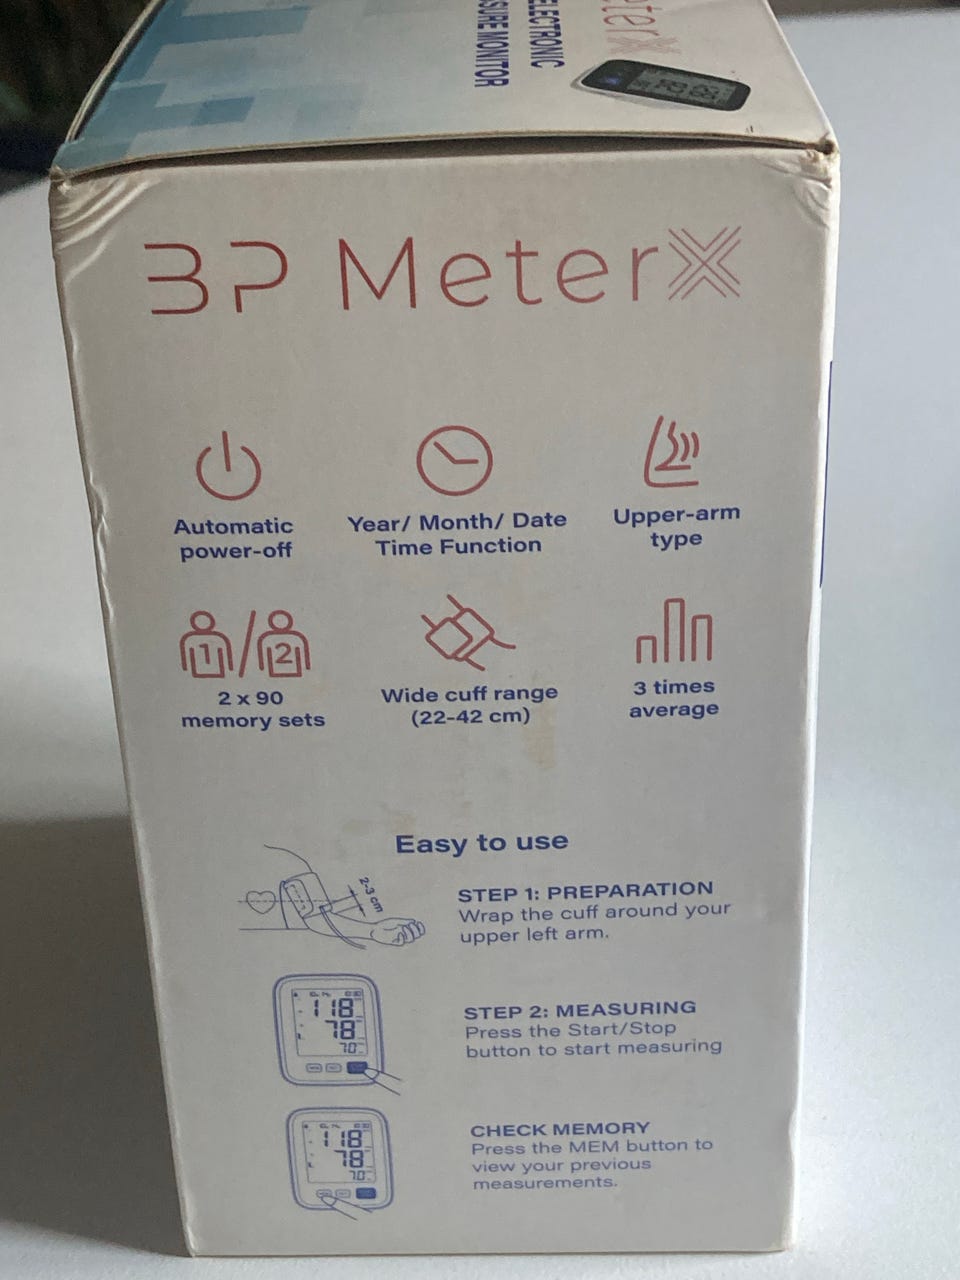 ELECTRONIC
SURE MONITOR
eterX
BP MeterX
Automatic
power-off
Year/ Month/ Date
Time Function
Upper-arm
type
1/2
2 x 90
memory sets
Wide cuff range
(22-42 cm)
3 times
average
Easy to use
2-3 cm
STEP 1: PREPARATION
Wrap the cuff around your
upper left arm.
118
78
70
STEP 2: MEASURING
Press the Start/Stop
button to start measuring
118
78
70
CHECK MEMORY
Press the MEM button to
view your previous
measurements.